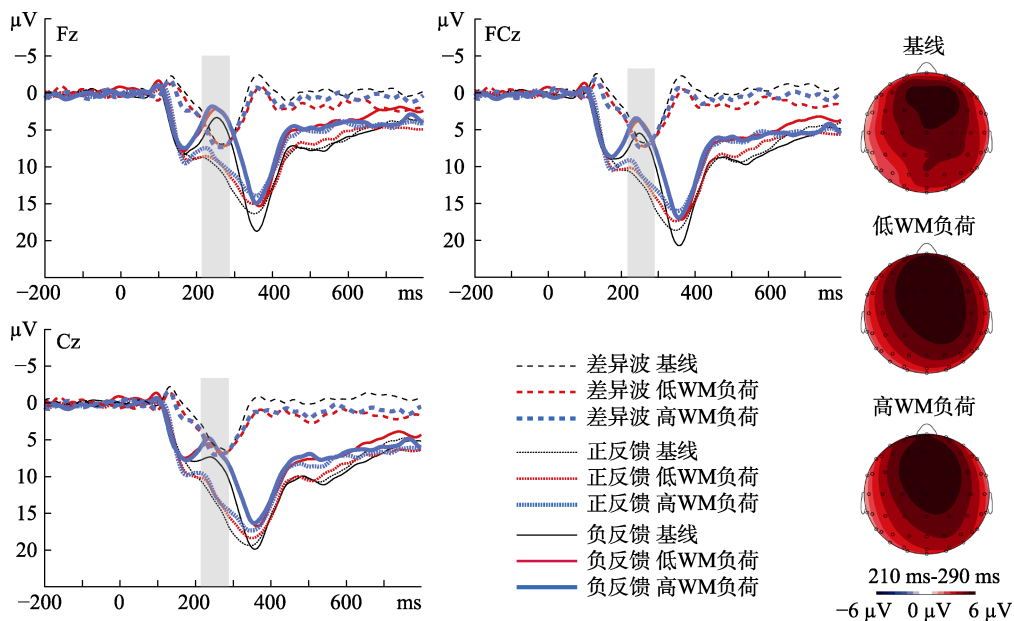 μV
Fz
−5
0
5
10
15
20
−200
0
200
400
600
ms
μV
FCz
−5
0
5
10
15
20
−200
0
200
400
600
ms
μV
Cz
−5
0
5
10
15
20
−200
0
200
400
600
ms
差异波 基线
差异波 低WM负荷
差异波 高WM负荷
正反馈 基线
正反馈 低WM负荷
正反馈 高WM负荷
负反馈 基线
负反馈 低WM负荷
负反馈 高WM负荷
基线
低WM负荷
高WM负荷
210 ms-290 ms
−6 μV 0 μV 6 μV